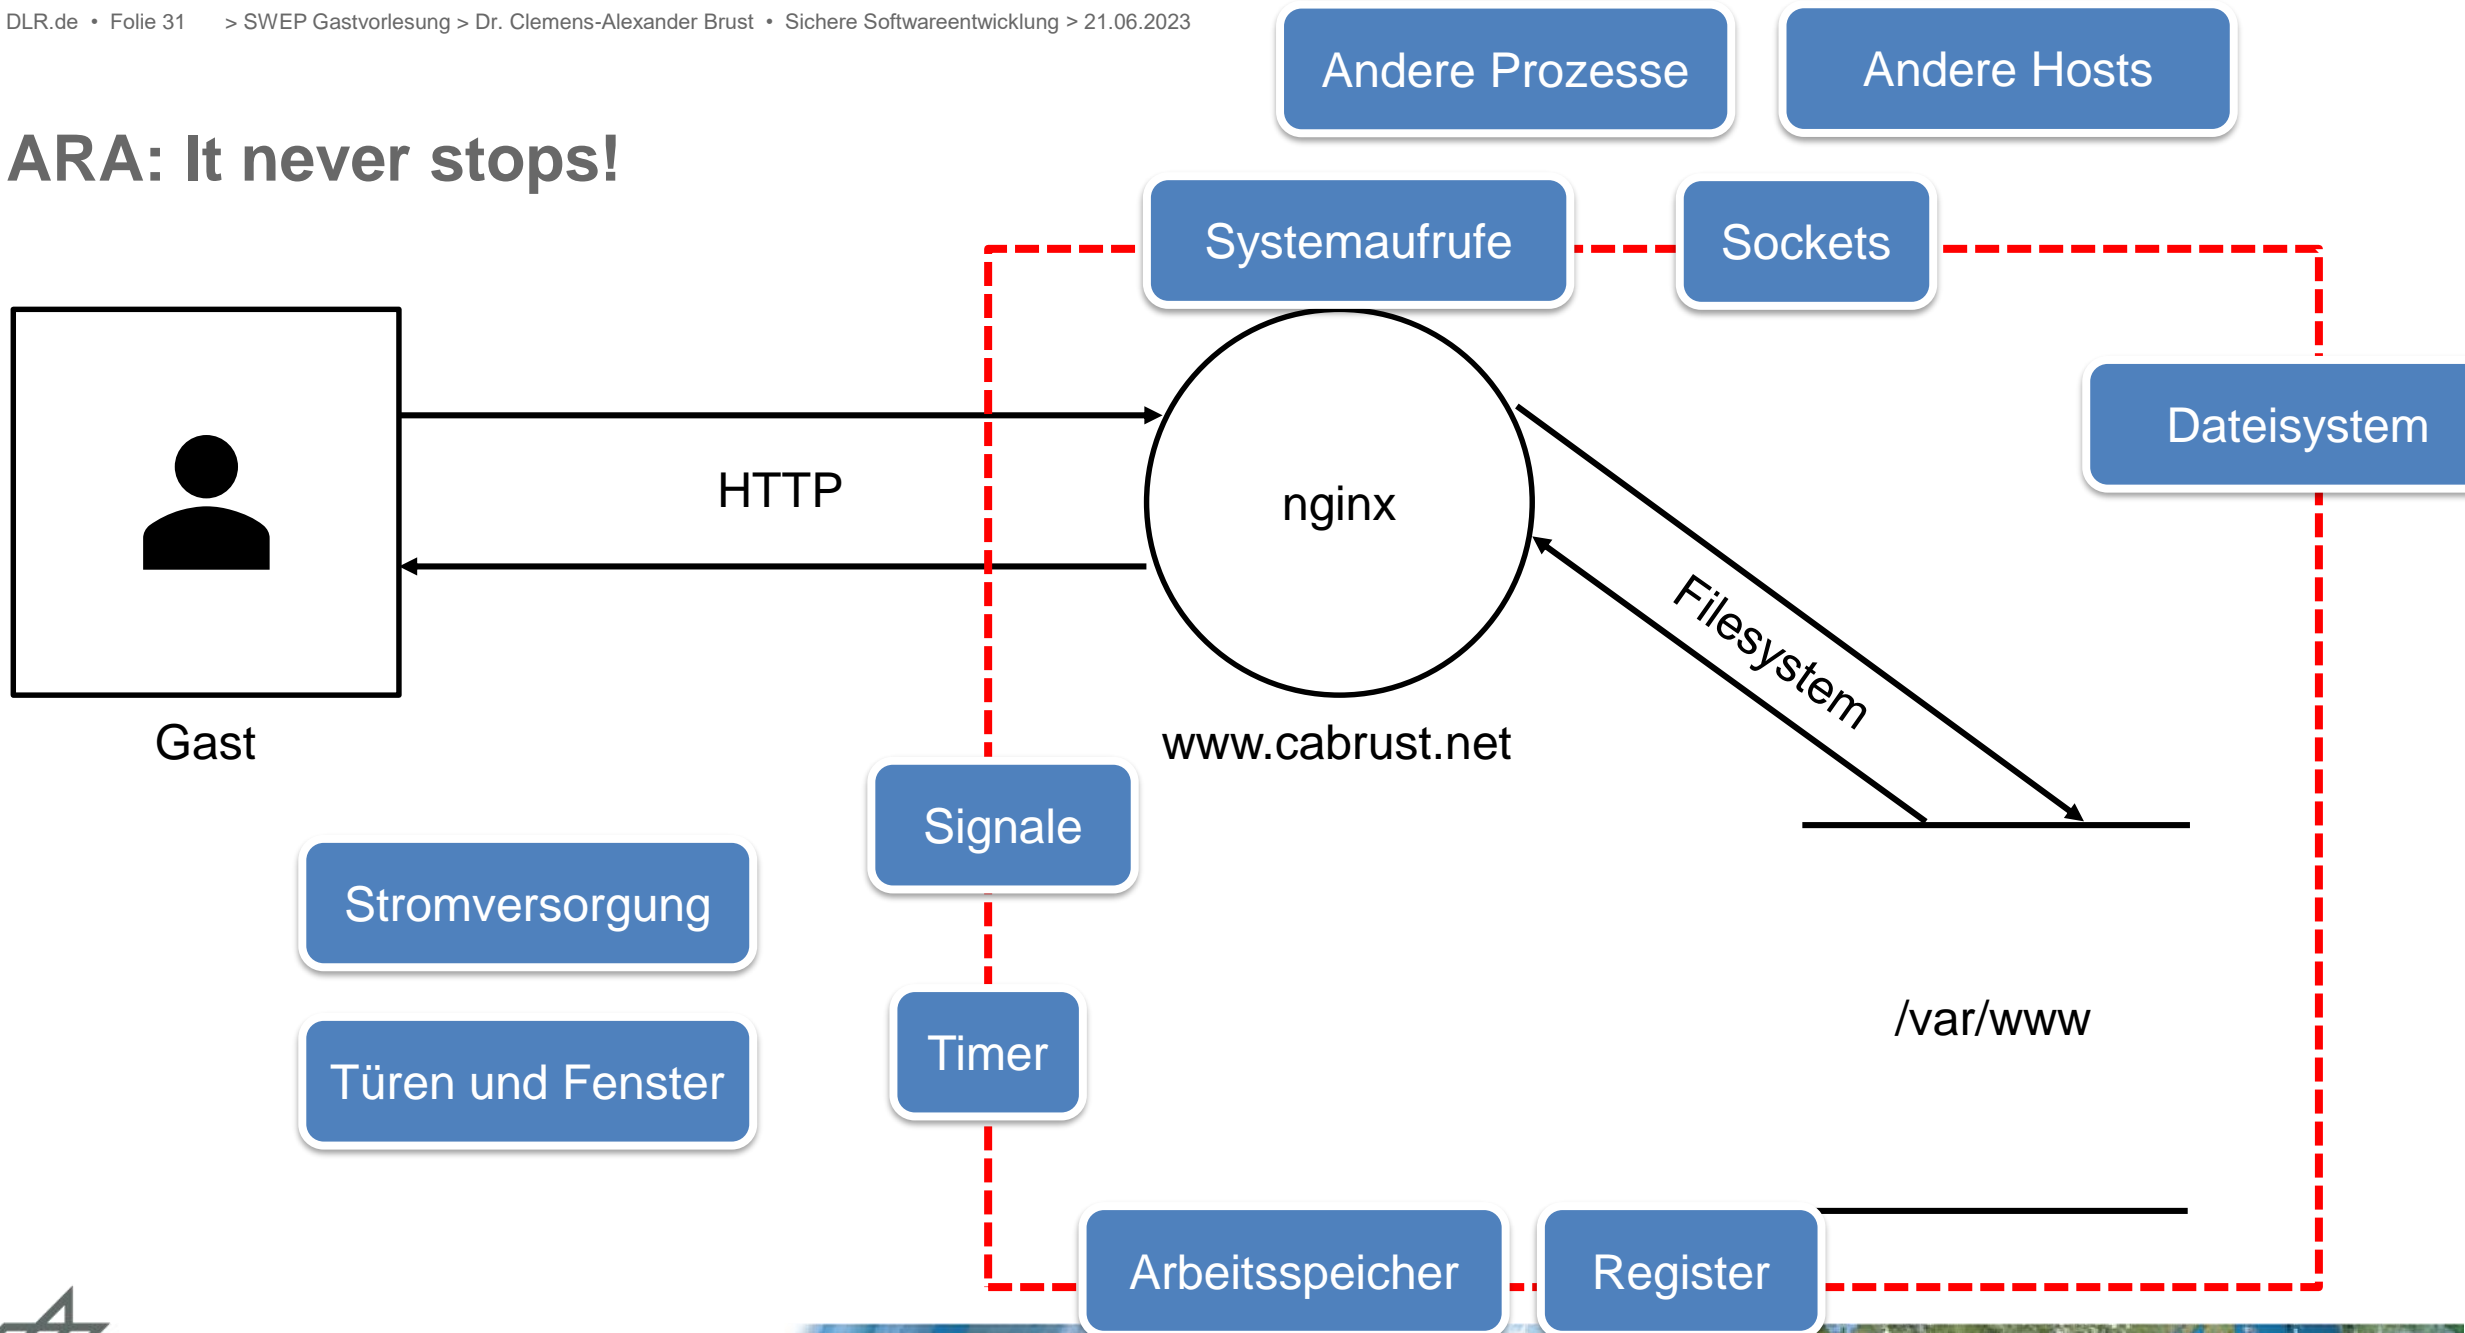 DLR.de • Folie 31 > SWEP Gastvorlesung > Dr. Clemens-Alexander Brust • Sichere Softwareentwicklung > 21.06.2023
Andere Prozesse
Andere Hosts
ARA: It never stops!
Systemaufrufe
Sockets
Dateisystem
HTTP
nginx
Filesystem
Gast
www.cabrust.net
Signale
Stromversorgung
/var/www
Timer
Türen und Fenster
Arbeitsspeicher
Register